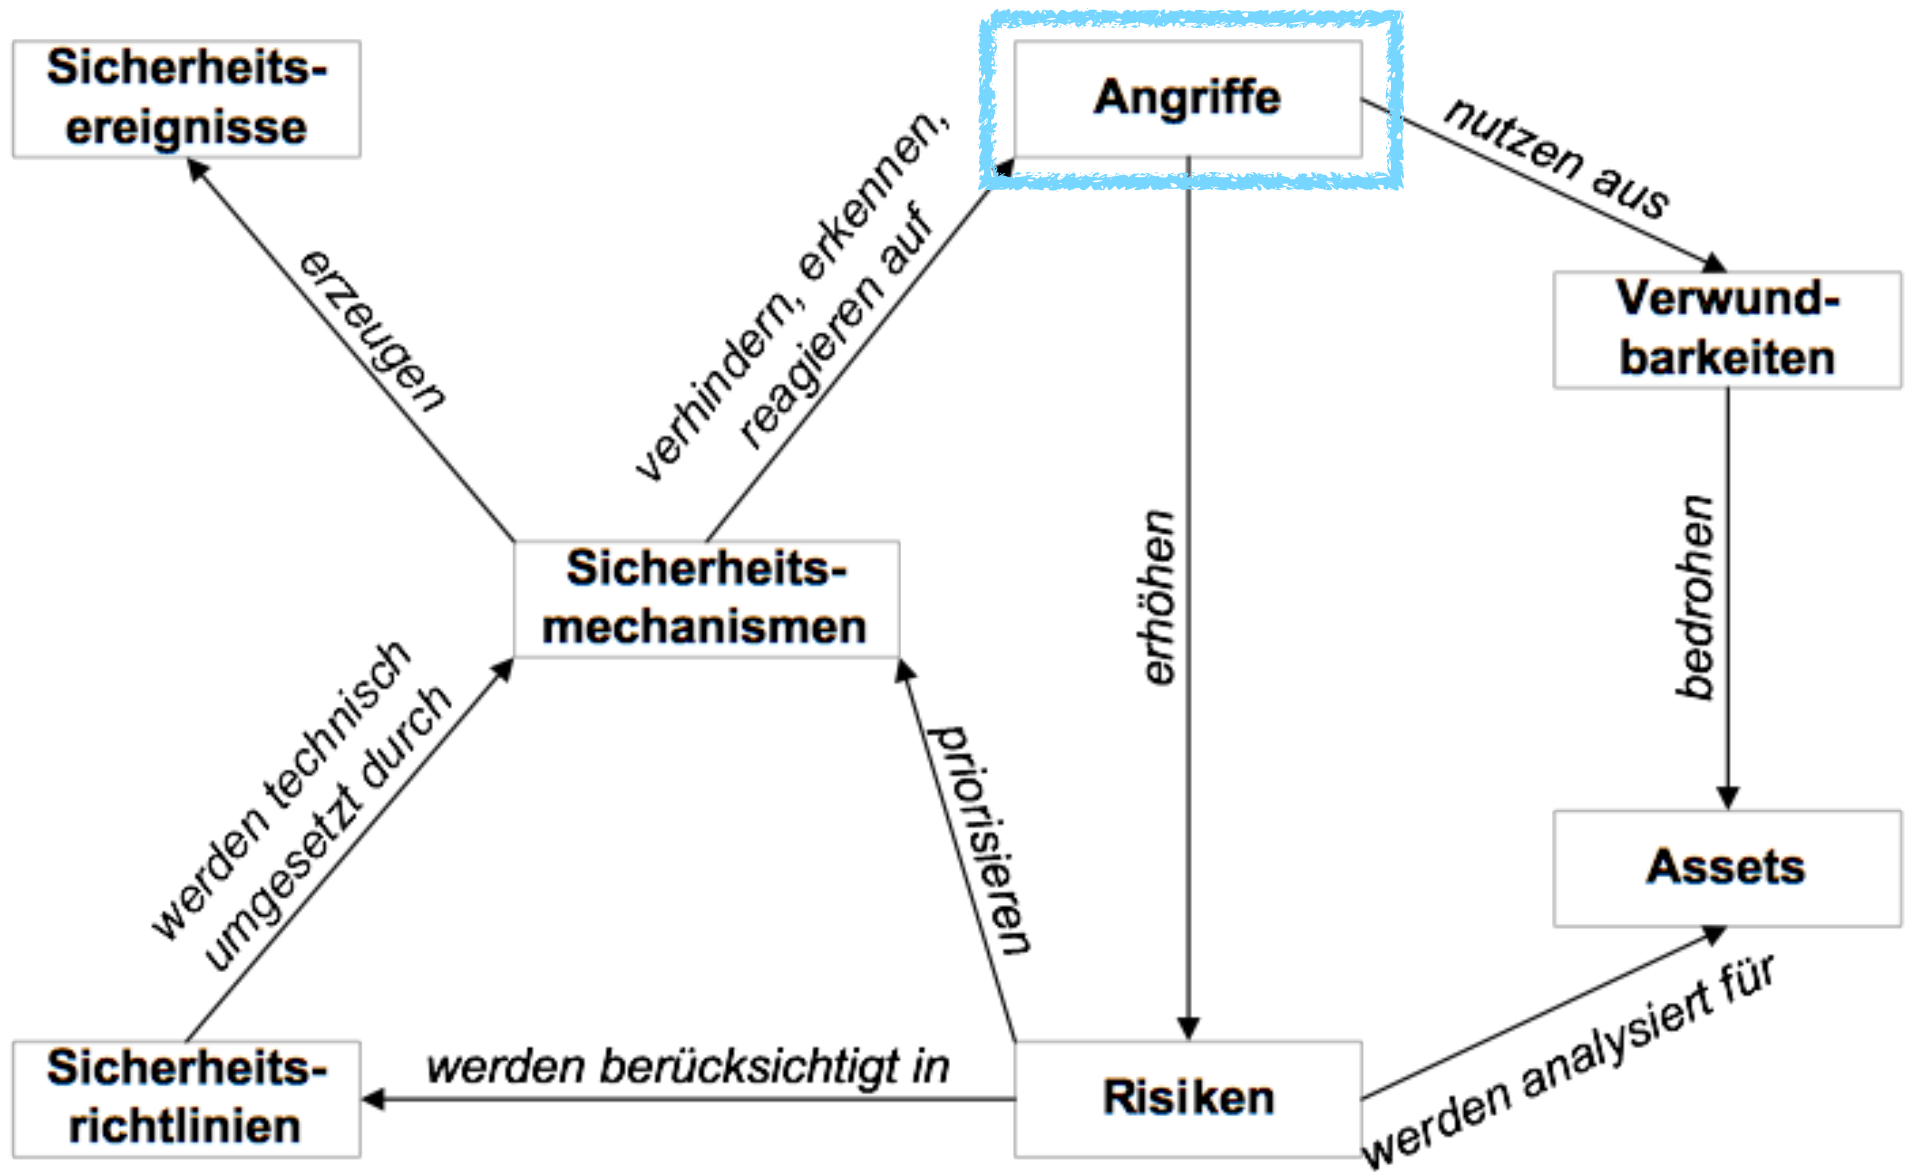 Sicherheits-
ereignisse
Angriffe
nutzen aus
verhindern, erkennen,
reagieren auf
erzeugen
Verwund-
barkeiten
Sicherheits-
mechanismen
erhöhen
bedrohen
werden technisch
umgesetzt durch
priorisieren
Assets
Sicherheits-
richtlinien
werden berücksichtigt in
Risiken
werden analysiert für